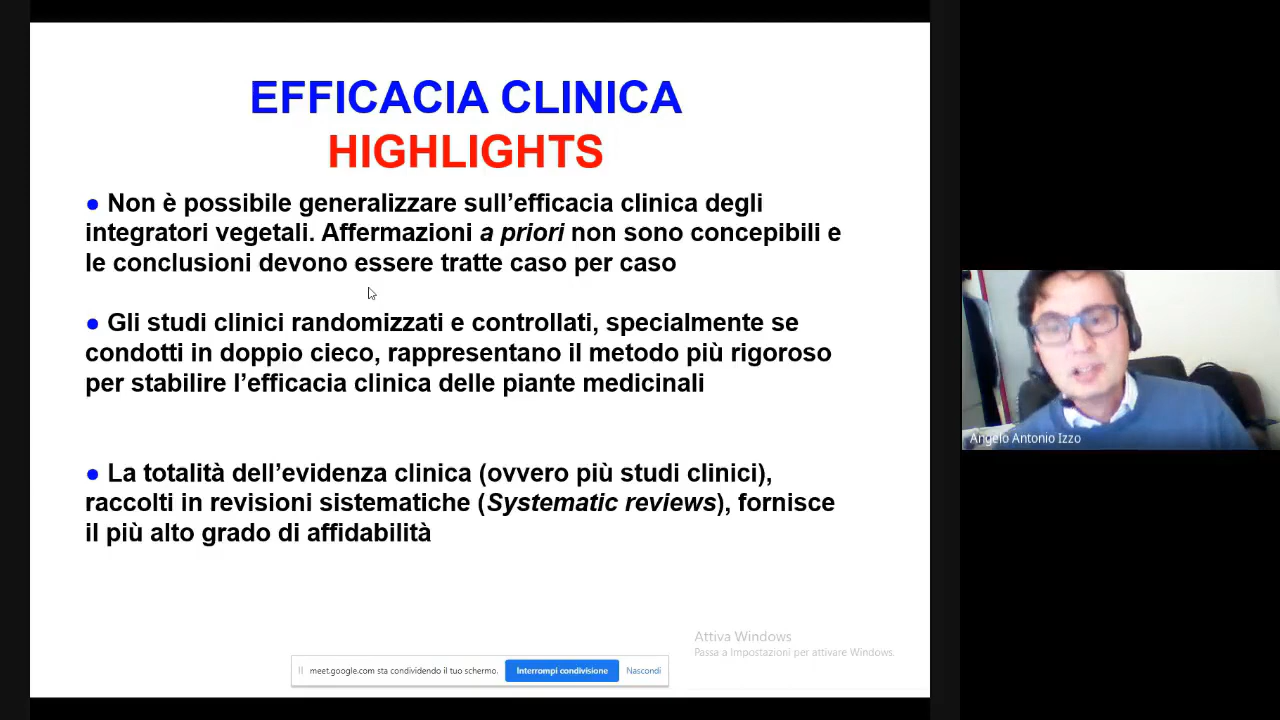 EFFICACIA CLINICA
HIGHLIGHTS
● Non è possibile generalizzare sull’efficacia clinica degli
integratori vegetali. Affermazioni a priori non sono concepibili e
le conclusioni devono essere tratte caso per caso
● Gli studi clinici randomizzati e controllati, specialmente se
condotti in doppio cieco, rappresentano il metodo più rigoroso
per stabilire l’efficacia clinica delle piante medicinali
● La totalità dell’evidenza clinica (ovvero più studi clinici),
raccolti in revisioni sistematiche (Systematic reviews), fornisce
il più alto grado di affidabilità
Attiva Windows
Passa a Impostazioni per attivare Windows.
meet.google.com sta condividendo il tuo schermo. Interrompi condivisione Nascondi
Angelo Antonio Izzo